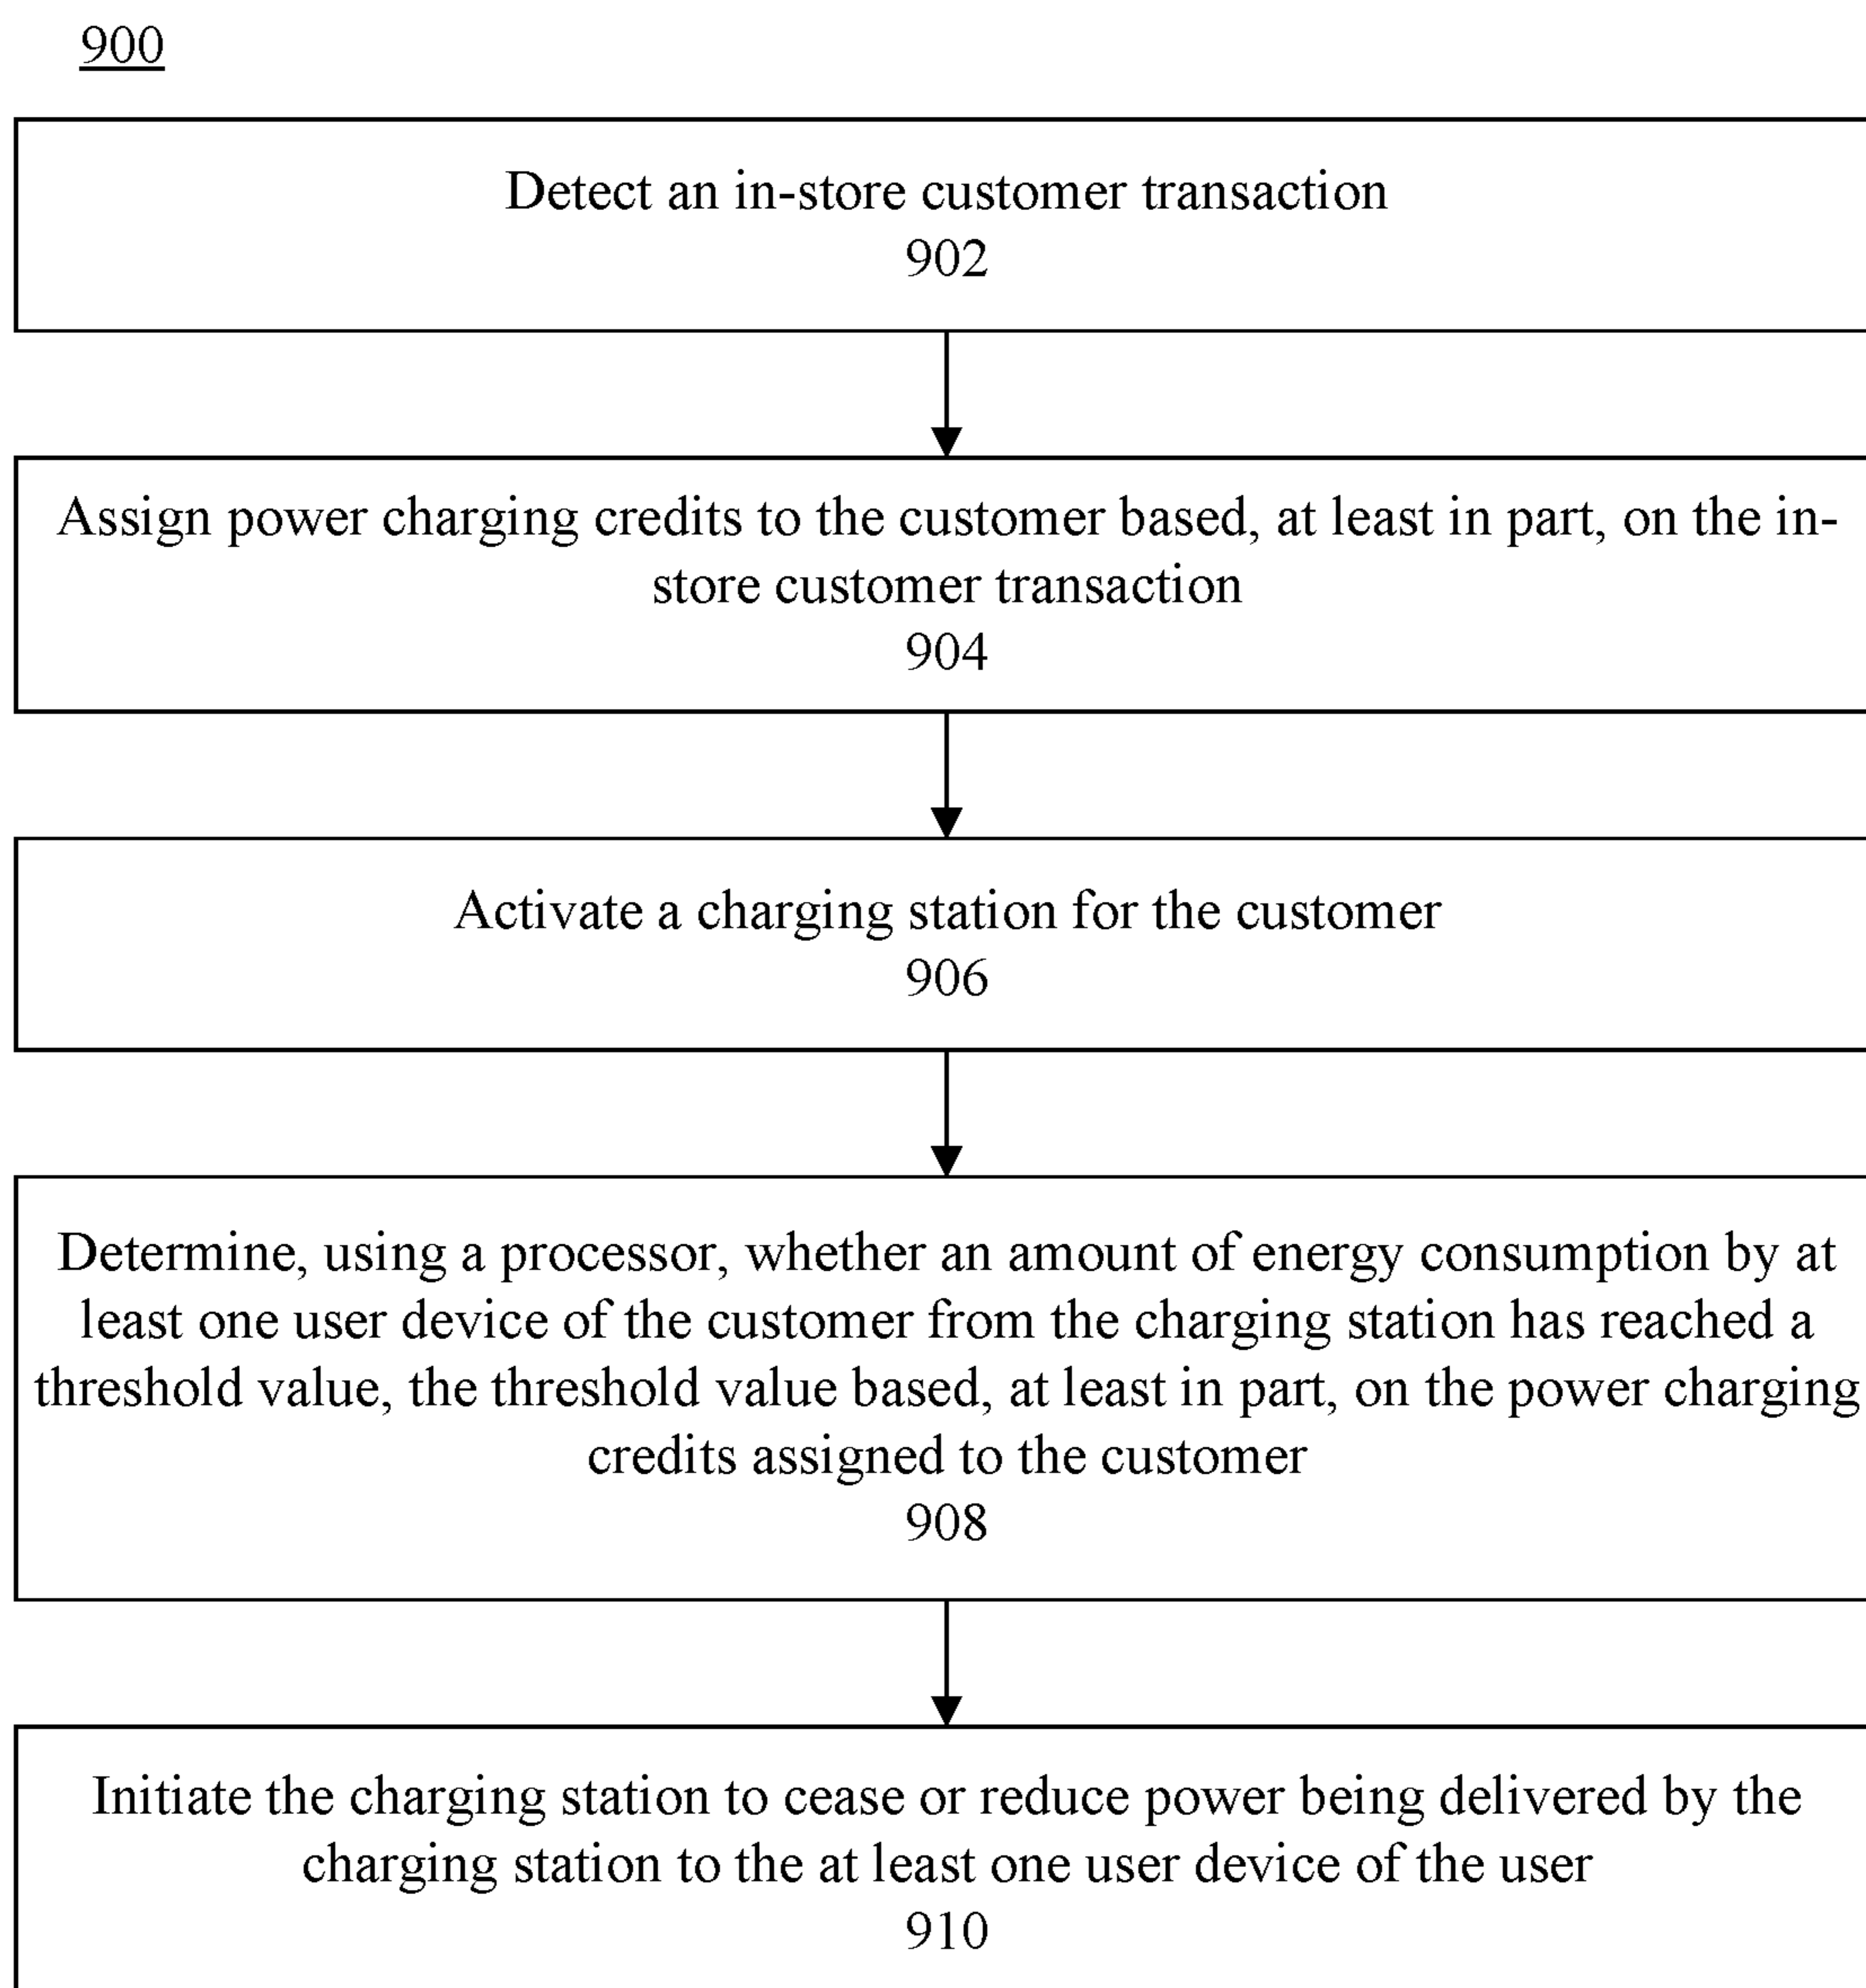 900
Detect an in-store customer transaction
902
Assign power charging credits to the customer based, at least in part, on the in-
store customer transaction
904
Activate a charging station for the customer
906
Determine, using a processor, whether an amount of energy consumption by at
least one user device of the customer from the charging station has reached a
threshold value, the threshold value based, at least in part, on the power charging
credits assigned to the customer
908
Initiate the charging station to cease or reduce power being delivered by the
charging station to the at least one user device of the user
910